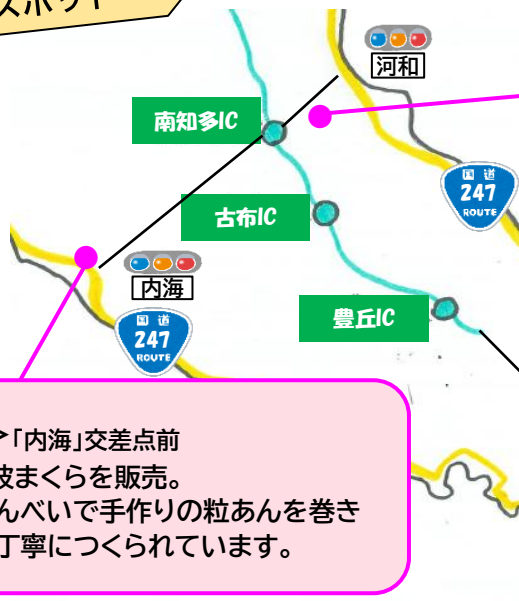 スポット
河和
南知多IC
国道
247
ROUTE
古布IC
内海
国道
247
ROUTE
豊丘IC
「内海」交差点前
まくらを販売。
んべいで手作りの粒あんを巻き
丁寧につくられています。